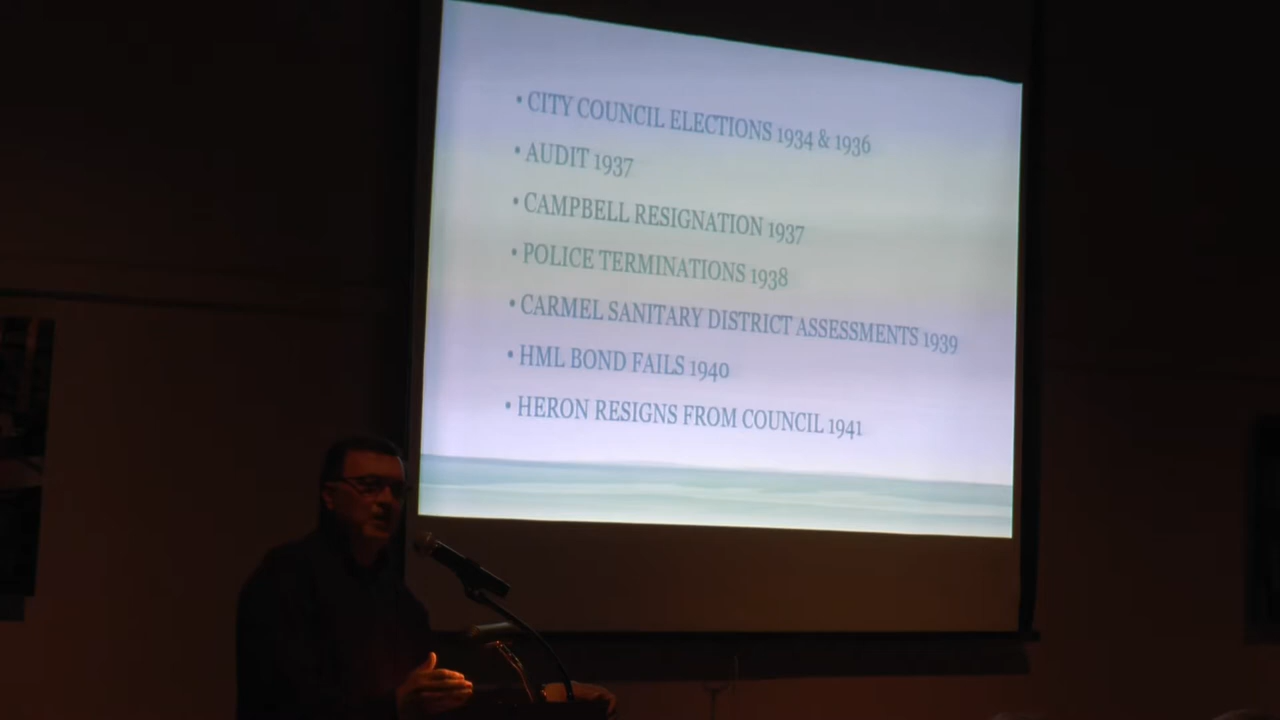 • CITY COUNCIL ELECTIONS 1934 & 1936
• AUDIT 1937
• CAMPBELL RESIGNATION 1937
• POLICE TERMINATIONS 1938
• CARMEL SANITARY DISTRICT ASSESSMENTS 1939
• HML BOND FAILS 1940
• HERON RESIGNS FROM COUNCIL 1941